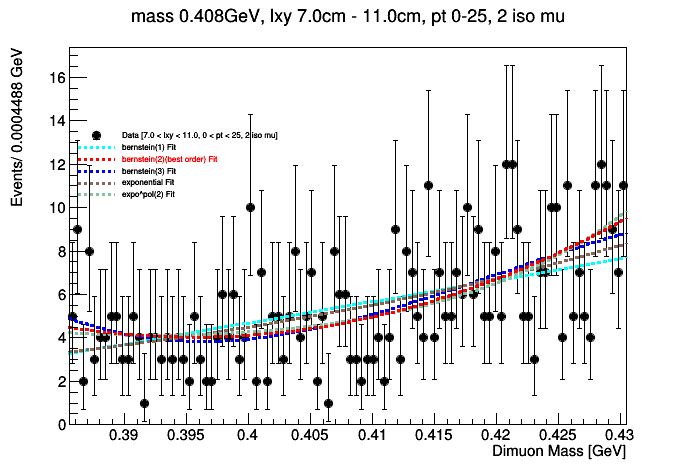 mass 0.408GeV, lxy 7.0cm - 11.0cm, pt 0-25, 2 iso mu
Events/ 0.0004488 GeV
16
14
12
10
8
6
4
2
0
Data [7.0 < lxy < 11.0, 0 < pt < 25, 2 iso mu]
bernstein(1) Fit
bernstein(2)(best order) Fit
bernstein(3) Fit
exponential Fit
expo*pol(2) Fit
0.39 0.395 0.4 0.405 0.41 0.415 0.42 0.425 0.43
Dimuon Mass [GeV]